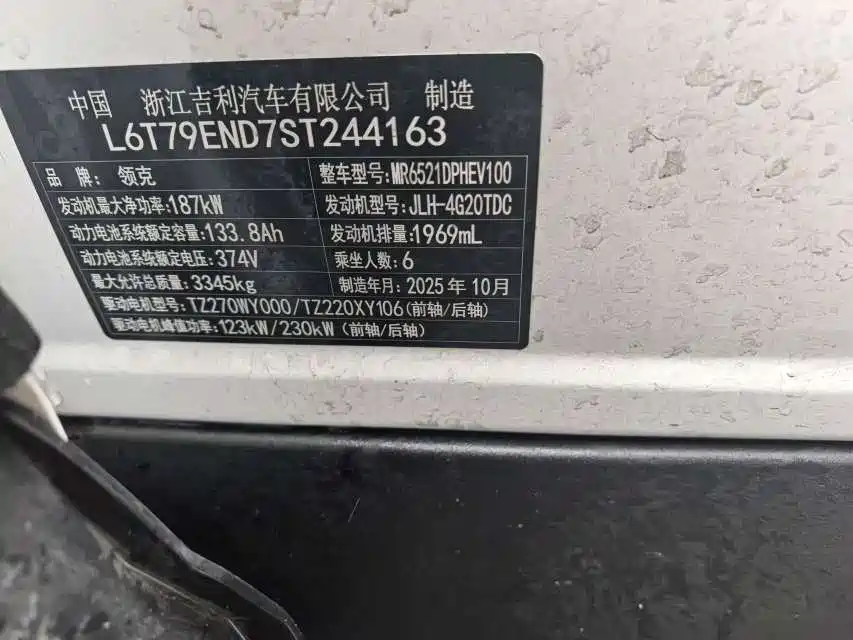 中国 浙江吉利汽车有限公司 制造
L6T79END7ST244163
品 牌: 领克 整车型号:MR6521DPHEV100
发动机最大净功率:187kW 发动机型号:JLH-4G20TDC
动力电池系统额定容量:133.8Ah 发动机排量:1969mL
动力电池系统额定电压:374V 乘坐人数:6
最大允许总质量:3345kg 制造年月:2025年10月
驱动电机型号:TZ270WY000/TZ220XY106(前轴/后轴)
驱动电机峰值功率:123kW/230kW(前轴/后轴)